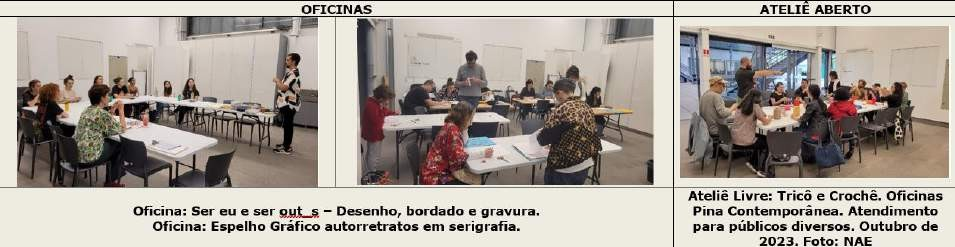 OFICINAS
ATELIÊ ABERTO
Oficina: Ser eu e ser out_s – Desenho, bordado e gravura.
Oficina: Espelho Gráfico autorretratos em serigrafia.
Ateliê Livre: Tricô e Crochê. Oficinas
Pina Contemporânea. Atendimento
para públicos diversos. Outubro de
2023. Foto: NAE